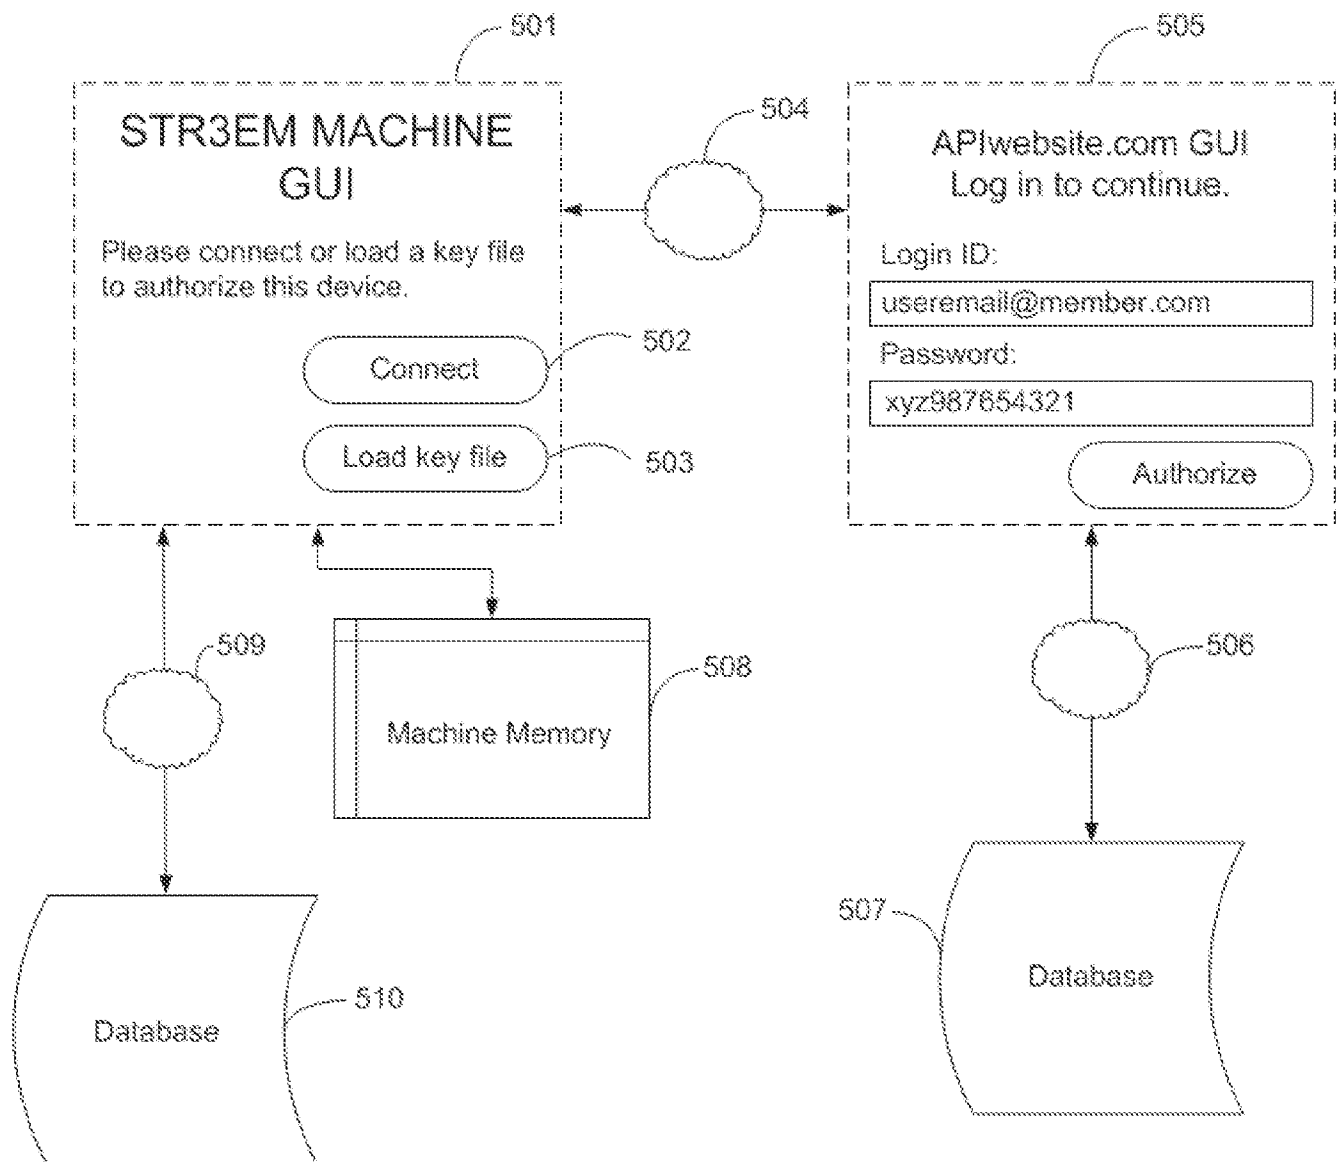 501
505
504
STR3EM MACHINE
GUI
Please connect or load a key file
to authorize this device.
Connect
502
Load key file
503
APIwebsite.com GUI
Log in to continue.
Login ID:
useremail@member.com
Password:
xyz987654321
Authorize
509
508
Machine Memory
506
507
Database
510
Database